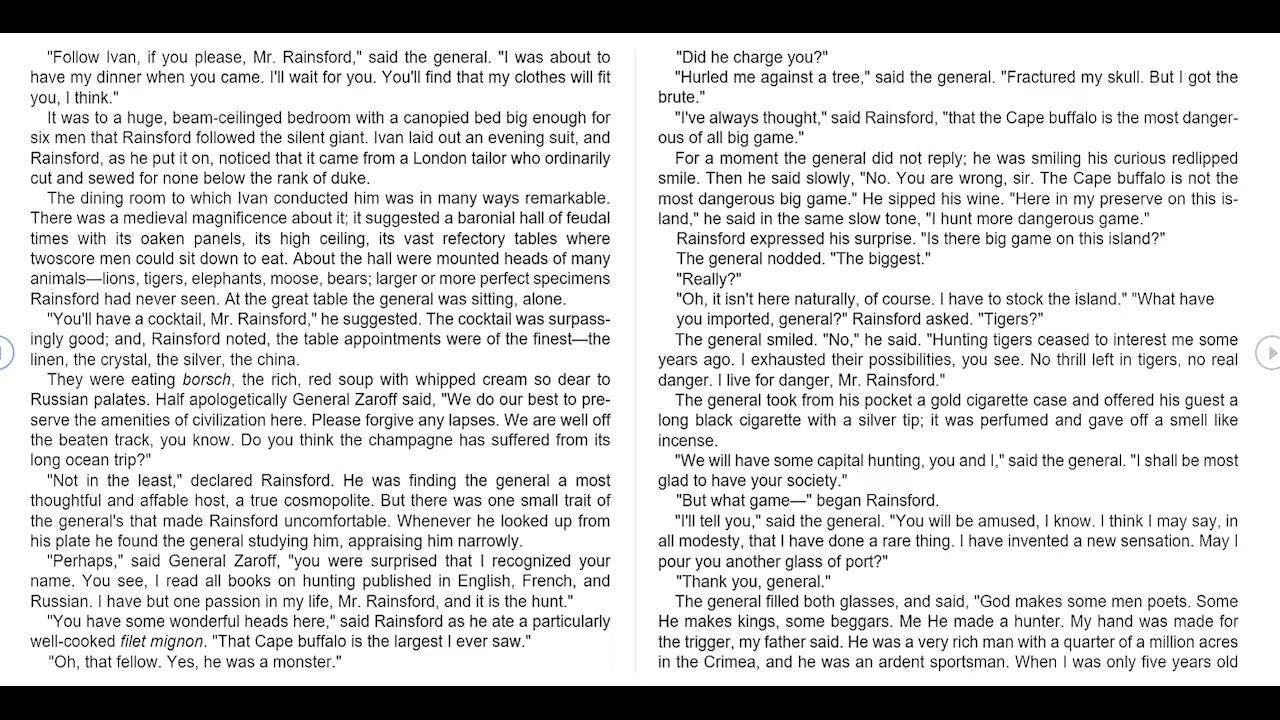 "Follow Ivan, if you please, Mr. Rainsford," said the general. "I was about to
have my dinner when you came. I'll wait for you. You'll find that my clothes will fit
you, I think."
It was to a huge, beam-ceilinged bedroom with a canopied bed big enough for
six men that Rainsford followed the silent giant. Ivan laid out an evening suit, and
Rainsford, as he put it on, noticed that it came from a London tailor who ordinarily
cut and sewed for none below the rank of duke.
The dining room to which Ivan conducted him was in many ways remarkable.
There was a medieval magnificence about it; it suggested a baronial hall of feudal
times with its oaken panels, its high ceiling, its vast refectory tables where
twoscore men could sit down to eat. About the hall were mounted heads of many
animals—lions, tigers, elephants, moose, bears; larger or more perfect specimens
Rainsford had never seen. At the great table the general was sitting, alone.
"You'll have a cocktail, Mr. Rainsford," he suggested. The cocktail was surpass-
ingly good; and, Rainsford noted, the table appointments were of the finest—the
linen, the crystal, the silver, the china.
They were eating borsch, the rich, red soup with whipped cream so dear to
Russian palates. Half apologetically General Zaroff said, "We do our best to pre-
serve the amenities of civilization here. Please forgive any lapses. We are well off
the beaten track, you know. Do you think the champagne has suffered from its
long ocean trip?"
"Not in the least," declared Rainsford. He was finding the general a most
thoughtful and affable host, a true cosmopolite. But there was one small trait of
the general's that made Rainsford uncomfortable. Whenever he looked up from
his plate he found the general studying him, appraising him narrowly.
"Perhaps," said General Zaroff, "you were surprised that I recognized your
name. You see, I read all books on hunting published in English, French, and
Russian. I have but one passion in my life, Mr. Rainsford, and it is the hunt."
"You have some wonderful heads here," said Rainsford as he ate a particularly
well-cooked filet mignon. "That Cape buffalo is the largest I ever saw."
"Oh, that fellow. Yes, he was a monster."
"Did he charge you?"
"Hurled me against a tree," said the general. "Fractured my skull. But I got the
brute."
"I've always thought," said Rainsford, "that the Cape buffalo is the most danger-
ous of all big game."
For a moment the general did not reply; he was smiling his curious redlipped
smile. Then he said slowly, "No. You are wrong, sir. The Cape buffalo is not the
most dangerous big game." He sipped his wine. "Here in my preserve on this is-
land," he said in the same slow tone, "I hunt more dangerous game."
Rainsford expressed his surprise. "Is there big game on this island?"
The general nodded. "The biggest."
"Really?"
"Oh, it isn't here naturally, of course. I have to stock the island." "What have
you imported, general?" Rainsford asked. "Tigers?"
The general smiled. "No," he said. "Hunting tigers ceased to interest me some
years ago. I exhausted their possibilities, you see. No thrill left in tigers, no real
danger. I live for danger, Mr. Rainsford."
The general took from his pocket a gold cigarette case and offered his guest a
long black cigarette with a silver tip; it was perfumed and gave off a smell like
incense.
"We will have some capital hunting, you and I," said the general. "I shall be most
glad to have your society."
"But what game—" began Rainsford.
"I'll tell you," said the general. "You will be amused, I know. I think I may say, in
all modesty, that I have done a rare thing. I have invented a new sensation. May I
pour you another glass of port?"
"Thank you, general."
The general filled both glasses, and said, "God makes some men poets. Some
He makes kings, some beggars. Me He made a hunter. My hand was made for
the trigger, my father said. He was a very rich man with a quarter of a million acres
in the Crimea, and he was an ardent sportsman. When I was only five years old